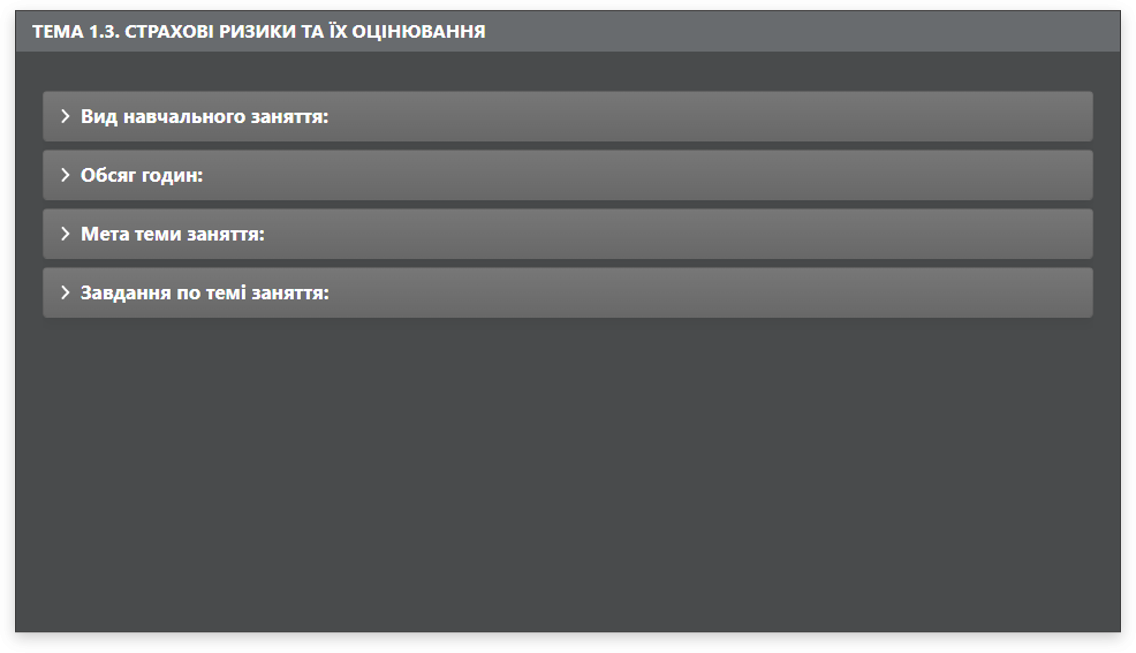 ТЕМА 1.3. СТРАХОВІ РИЗИКИ ТА ЇХ ОЦІНЮВАННЯ
Вид навчального заняття:
Обсяг годин:
Мета теми заняття:
Завдання по темі заняття: